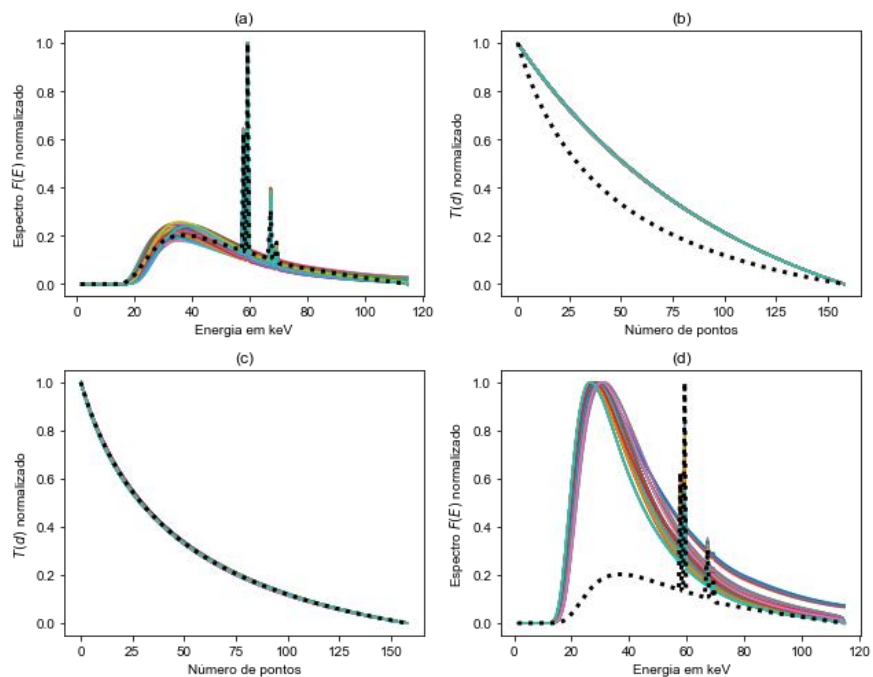 (a)
Espectro F(E) normalizado
1.0
0.8
0.6
0.4
0.2
0.0
0 20 40 60 80 100 120
Energia em keV
(b)
T(d) normalizado
1.0
0.8
0.6
0.4
0.2
0.0
0 25 50 75 100 125 150
Número de pontos
(c)
T(d) normalizado
1.0
0.8
0.6
0.4
0.2
0.0
0 25 50 75 100 125 150
Número de pontos
(d)
Espectro F(E) normalizado
1.0
0.8
0.6
0.4
0.2
0.0
0 20 40 60 80 100 120
Energia em keV